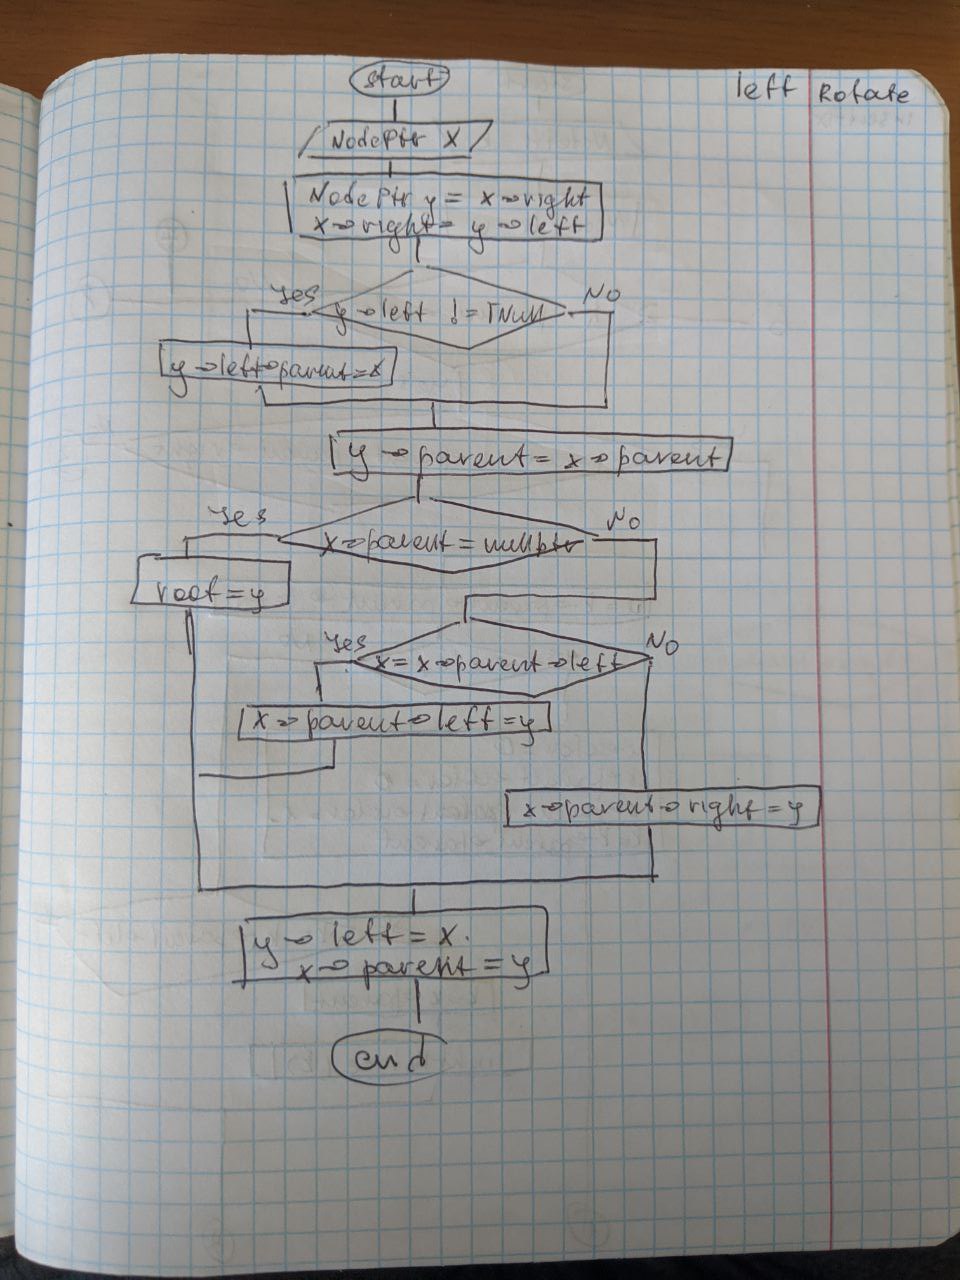 left Rotate
start
NodePtr x
NodePtr y = x→right
x→right = y→left
yes
y→left != TNull
No
y→left→parent=x
y→parent = x→parent
yes
x→parent = nullptr
No
root=y
yes
x= x→parent→left
No
x→parent→left=y
x→parent→right=y
y→left=x.
x→parent=y
end